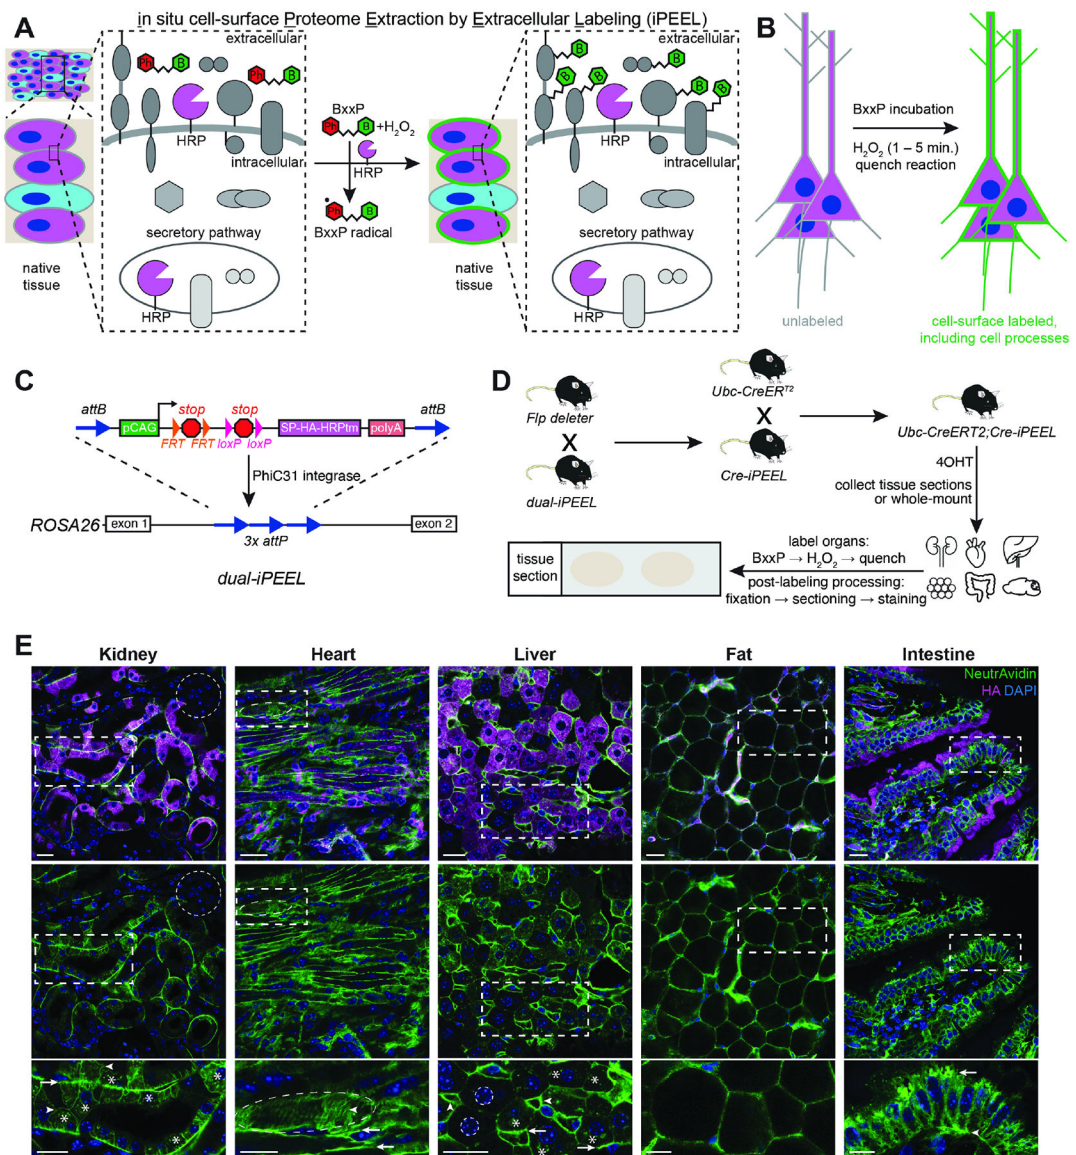 A
in situ cell-surface Proteome Extraction by Extracellular Labeling (iPEEL)
extracellular
Ph B
Ph B
HRP
intracellular
secretory pathway
HRP
native
tissue
BxxP
Ph B +H2O2
HRP
Ph B
BxxP radical
extracellular
B
B
B
B
B
B
HRP
intracellular
secretory pathway
HRP
native
tissue
B
BxxP incubation
H2O2 (1 – 5 min.)
quench reaction
unlabeled
cell-surface labeled,
including cell processes
C
attB
stop
stop
attB
pCAG
SP-HA-HRPtm
polyA
FRT FRT loxP loxP
PhiC31 integrase
ROSA26 exon 1
exon 2
3x attP
dual-iPEEL
D
Flp deleter
X
dual-iPEEL
Ubc-CreERT2
X
Cre-iPEEL
Ubc-CreERT2;Cre-iPEEL
4OHT
collect tissue sections
or whole-mount
label organs:
BxxP → H2O2 → quench
post-labeling processing:
fixation → sectioning → staining
tissue
section
E
Kidney
Heart
Liver
Fat
Intestine
NeutrAvidin
HA DAPI
* * * * *
* * * * *